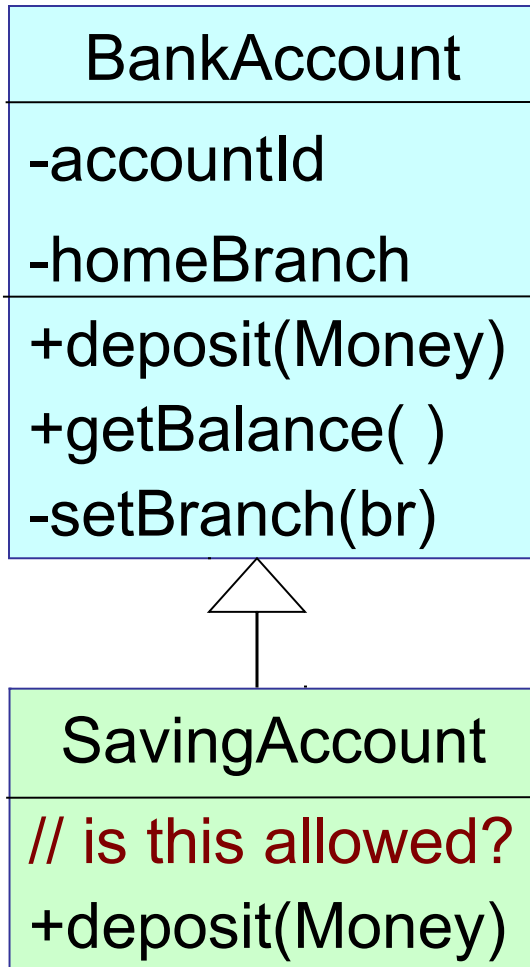 BankAccount
-accountId
-homeBranch
+deposit(Money)
+getBalance( )
-setBranch(br)
SavingAccount
// is this allowed?
+deposit(Money)